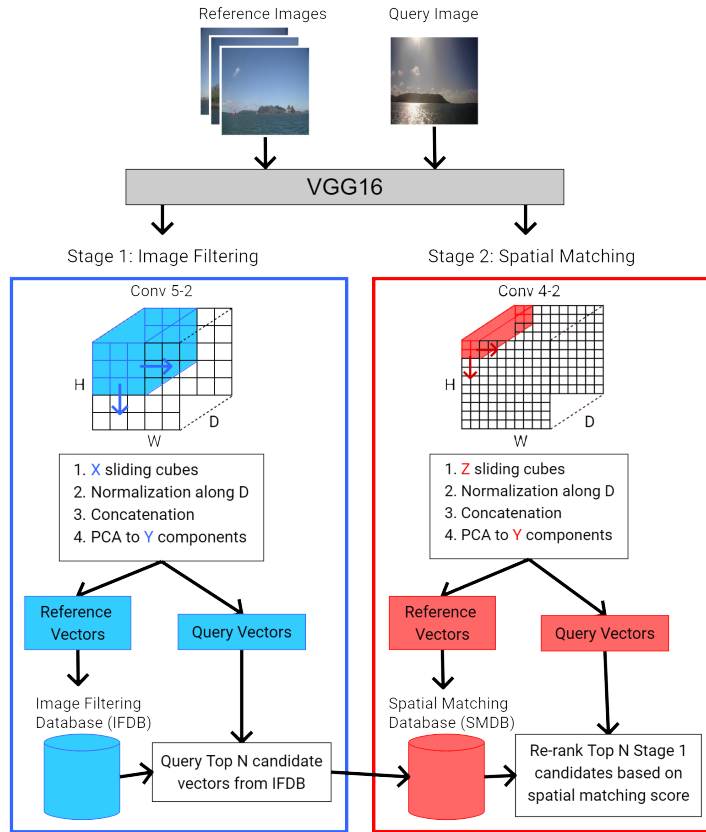 Reference Images
Query Image
VGG16
Stage 1: Image Filtering
Conv 5-2
H
D
W
1. X sliding cubes
2. Normalization along D
3. Concatenation
4. PCA to Y components
Reference
Vectors
Query Vectors
Image Filtering
Database (IFDB)
Query Top N candidate
vectors from IFDB
Stage 2: Spatial Matching
Conv 4-2
H
D
W
1. Z sliding cubes
2. Normalization along D
3. Concatenation
4. PCA to Y components
Reference
Vectors
Query Vectors
Spatial Matching
Database (SMDB)
Re-rank Top N Stage 1
candidates based on
spatial matching score